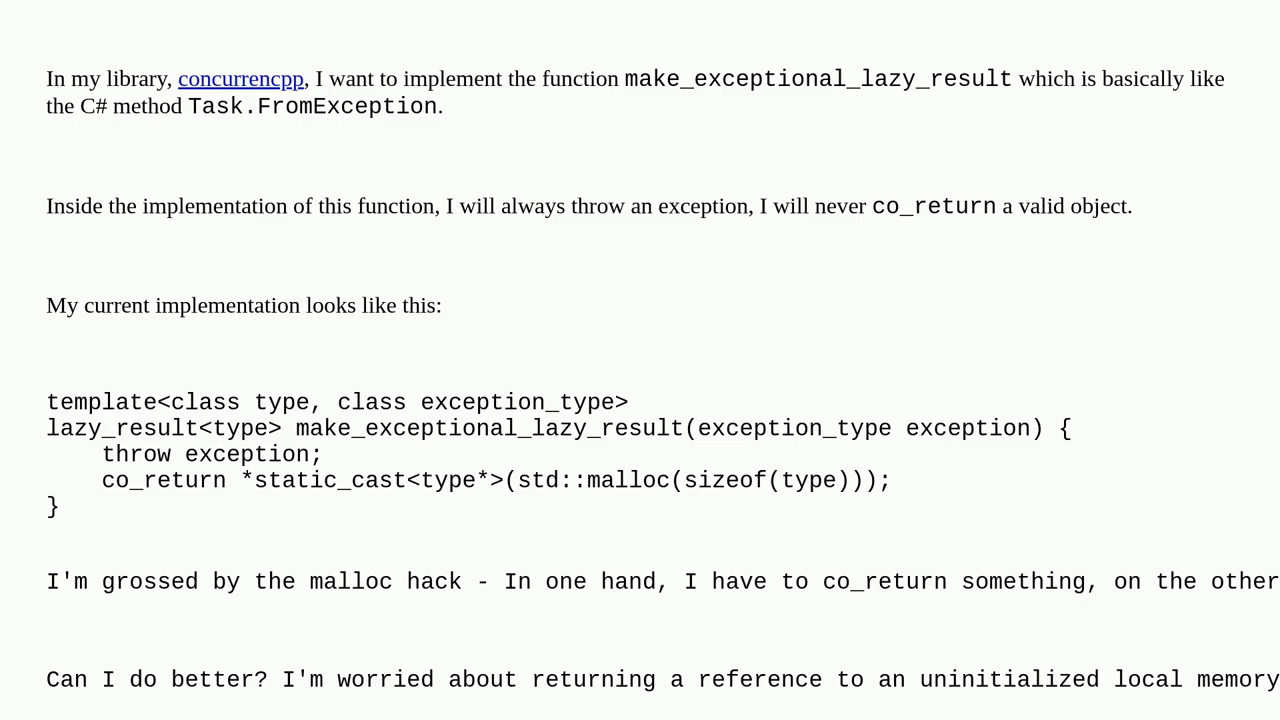 In my library, concurrencpp, I want to implement the function make_exceptional_lazy_result which is basically like
the C# method Task.FromException.
Inside the implementation of this function, I will always throw an exception, I will never co_return a valid object.
My current implementation looks like this:
template<class type, class exception_type>
lazy_result<type> make_exceptional_lazy_result(exception_type exception) {
    throw exception;
    co_return *static_cast<type*>(std::malloc(sizeof(type)));
}
I'm grossed by the malloc hack - In one hand, I have to co_return something, on the other
Can I do better? I'm worried about returning a reference to an uninitialized local memory